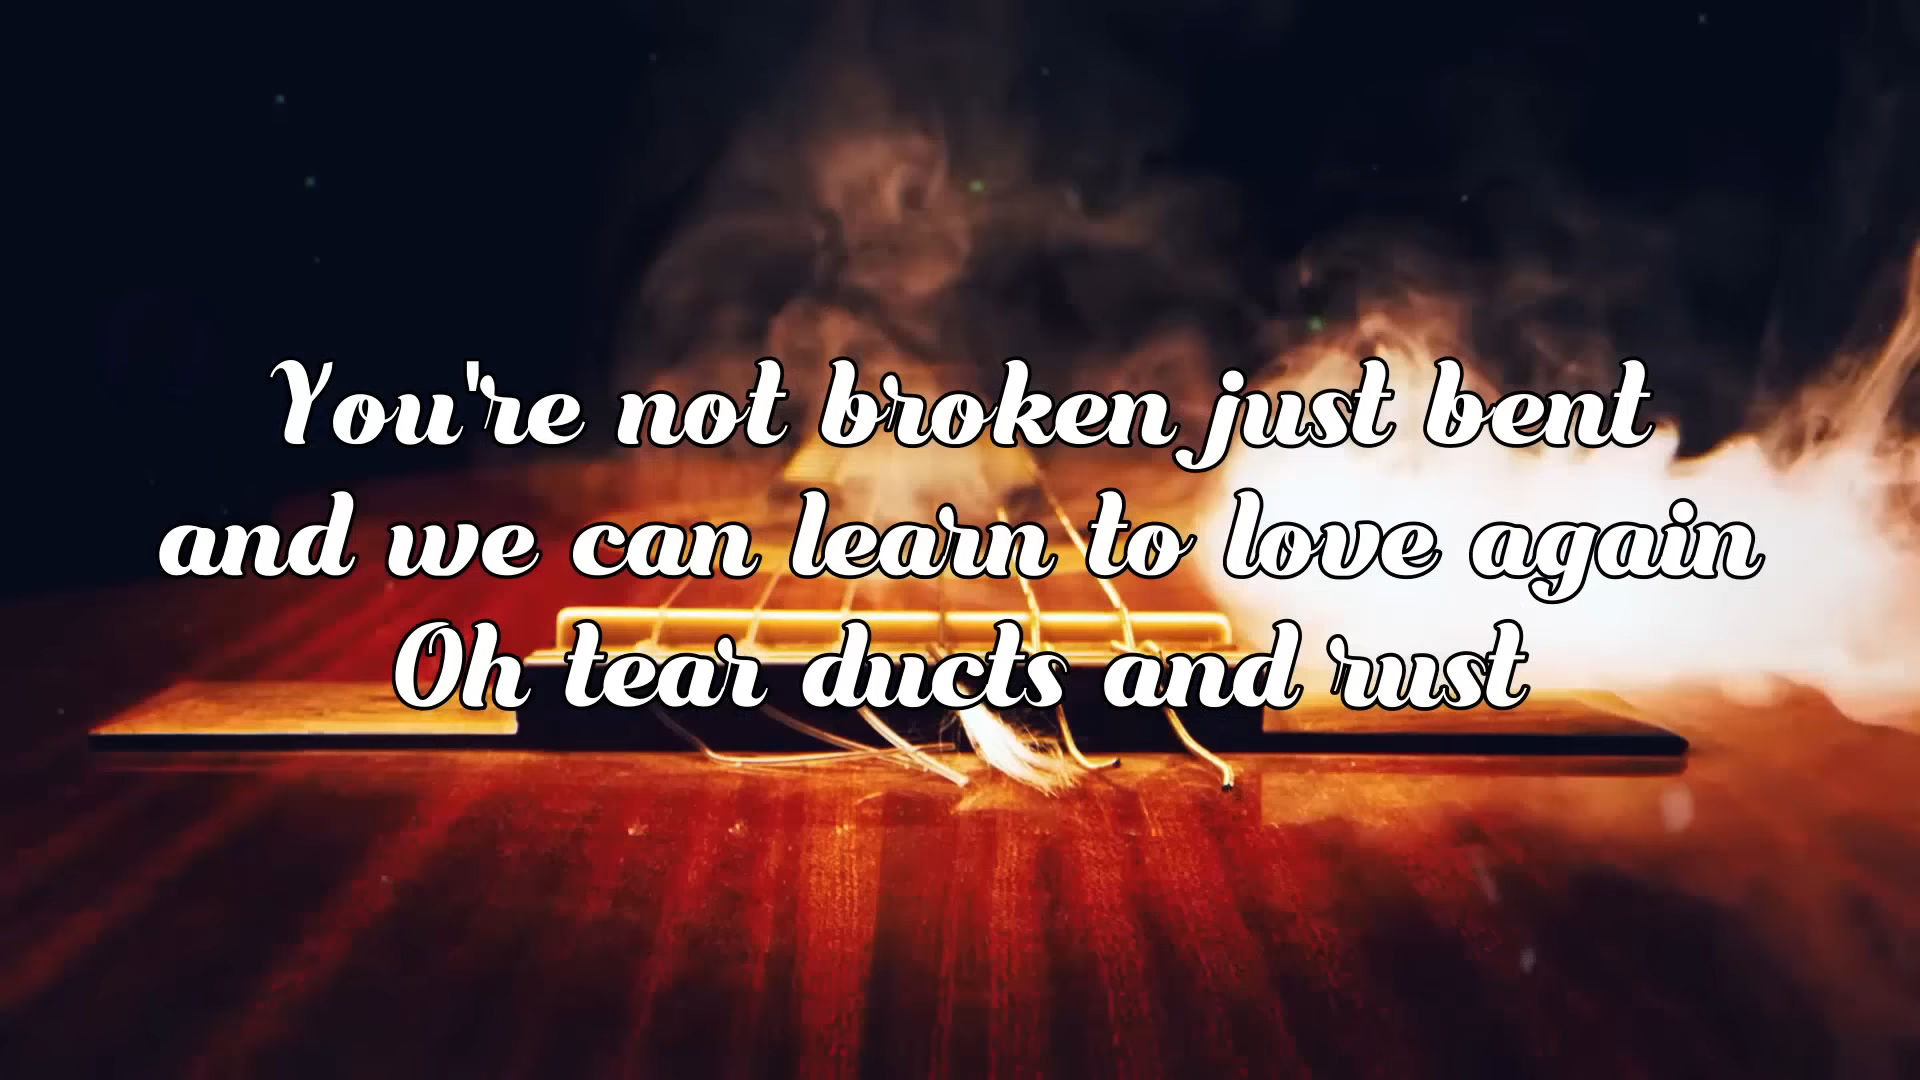 You're not broken just bent
and we can learn to love again
Oh tear ducts and rust